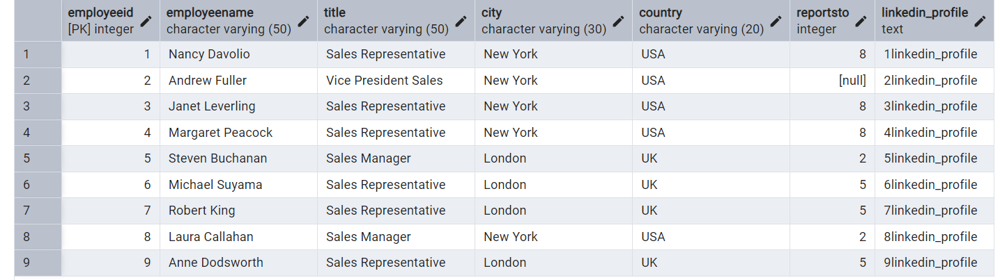 employeeid employeename title city country reportsto linkedin_profile
[PK] integer character varying (50) character varying (50) character varying (30) character varying (20) integer text
1 1 Nancy Davolio Sales Representative New York USA 8 1linkedin_profile
2 2 Andrew Fuller Vice President Sales New York USA [null] 2linkedin_profile
3 3 Janet Leverling Sales Representative New York USA 8 3linkedin_profile
4 4 Margaret Peacock Sales Representative New York USA 8 4linkedin_profile
5 5 Steven Buchanan Sales Manager London UK 2 5linkedin_profile
6 6 Michael Suyama Sales Representative London UK 5 6linkedin_profile
7 7 Robert King Sales Representative London UK 5 7linkedin_profile
8 8 Laura Callahan Sales Manager New York USA 2 8linkedin_profile
9 9 Anne Dodsworth Sales Representative London UK 5 9linkedin_profile